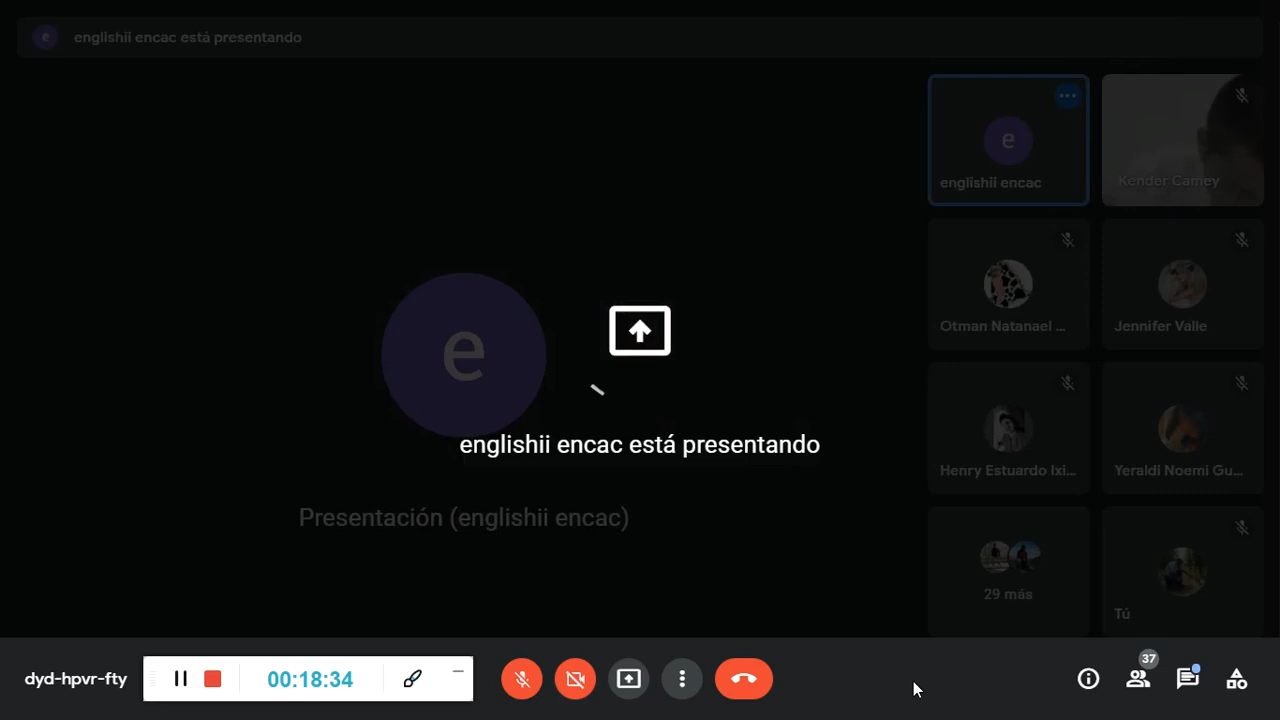 e
englishii encac está presentando
e
englishii encac
Kender Camey
Otman Natanael ...
Jennifer Valle
e
englishii encac está presentando
Henry Estuardo Ixi...
Yeraldi Noemi Gu...
Presentación (englishii encac)
29 más
Tú
dyd-hpvr-fty
00:18:34
37